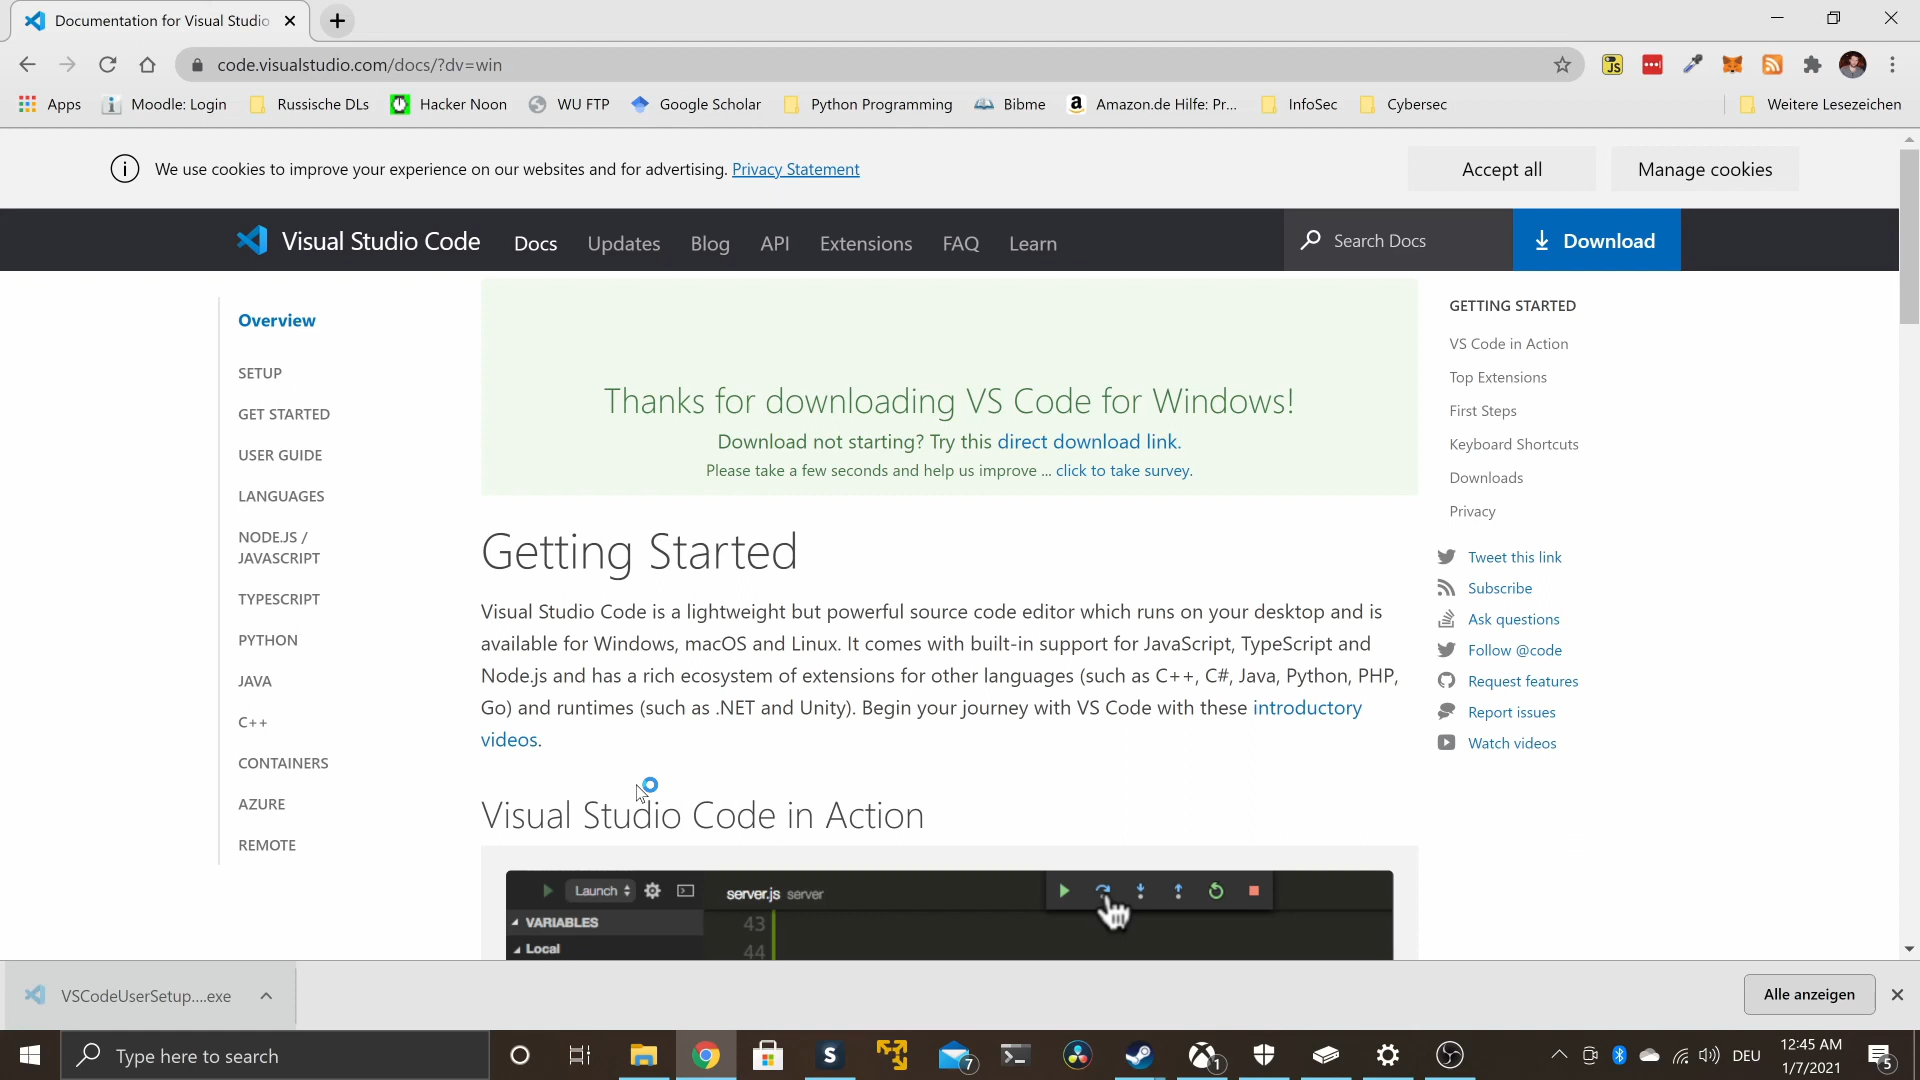 Documentation for Visual Studio
code.visualstudio.com/docs/?dv=win
JS
Apps
Moodle: Login
Russische DLs
Hacker Noon
WU FTP
Google Scholar
Python Programming
Bibme
Amazon.de Hilfe: Pr...
InfoSec
Cybersec
Weitere Lesezeichen
We use cookies to improve your experience on our websites and for advertising. Privacy Statement
Accept all
Manage cookies
Visual Studio Code
Docs
Updates
Blog
API
Extensions
FAQ
Learn
Search Docs
Download
Overview
SETUP
GET STARTED
USER GUIDE
LANGUAGES
NODE.JS /
JAVASCRIPT
TYPESCRIPT
PYTHON
JAVA
C++
CONTAINERS
AZURE
REMOTE
Thanks for downloading VS Code for Windows!
Download not starting? Try this direct download link.
Please take a few seconds and help us improve ... click to take survey.
Getting Started
Visual Studio Code is a lightweight but powerful source code editor which runs on your desktop and is
available for Windows, macOS and Linux. It comes with built-in support for JavaScript, TypeScript and
Node.js and has a rich ecosystem of extensions for other languages (such as C++, C#, Java, Python, PHP,
Go) and runtimes (such as .NET and Unity). Begin your journey with VS Code with these introductory
videos.
Visual Studio Code in Action
Launch
server.js server
VARIABLES
Local
43
44
GETTING STARTED
VS Code in Action
Top Extensions
First Steps
Keyboard Shortcuts
Downloads
Privacy
Tweet this link
Subscribe
Ask questions
Follow @code
Request features
Report issues
Watch videos
VSCodeUserSetup....exe
Alle anzeigen
Type here to search
S
7
1
DEU
12:45 AM
1/7/2021
5